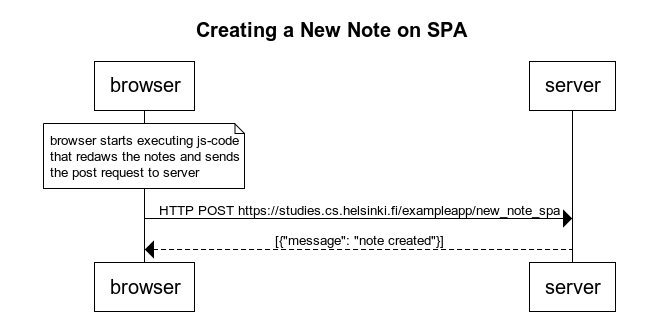 Creating a New Note on SPA
browser
server
browser starts executing js-code
that redaws the notes and sends
the post request to server
HTTP POST https://studies.cs.helsinki.fi/exampleapp/new_note_spa
[{"message": "note created"}]
browser
server